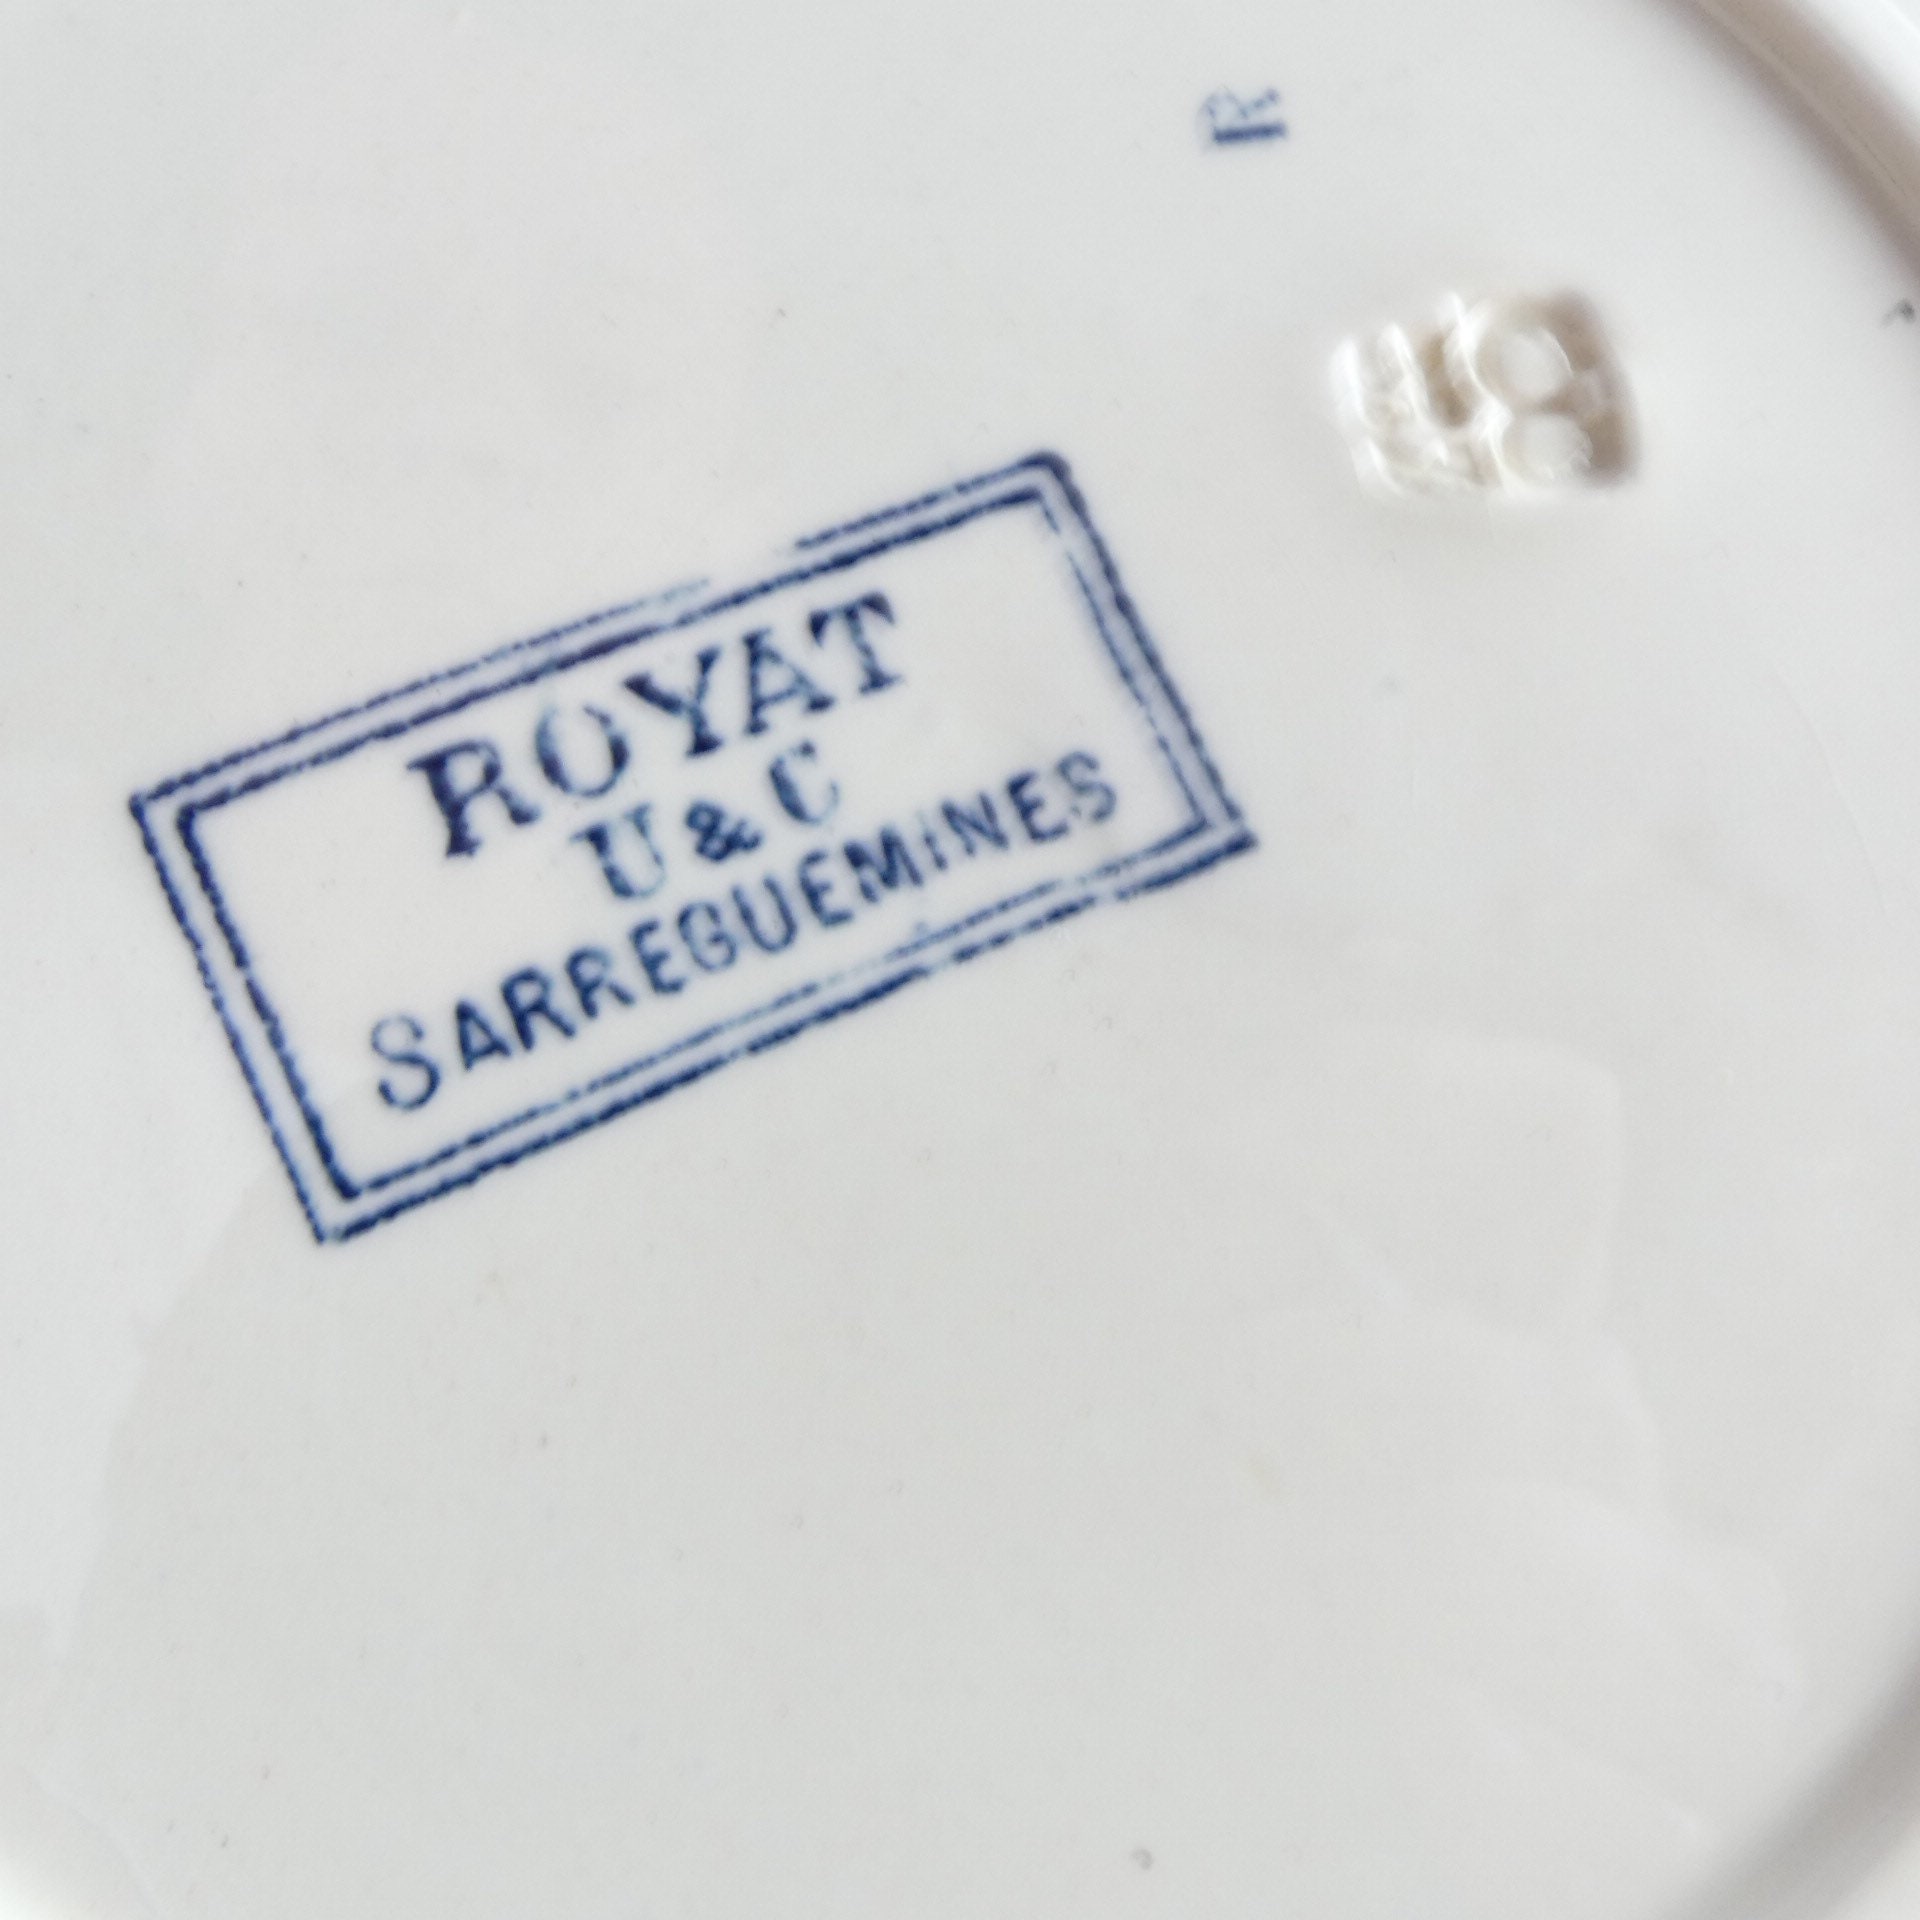 R
ROYAT
U & C
SARREGUEMINES